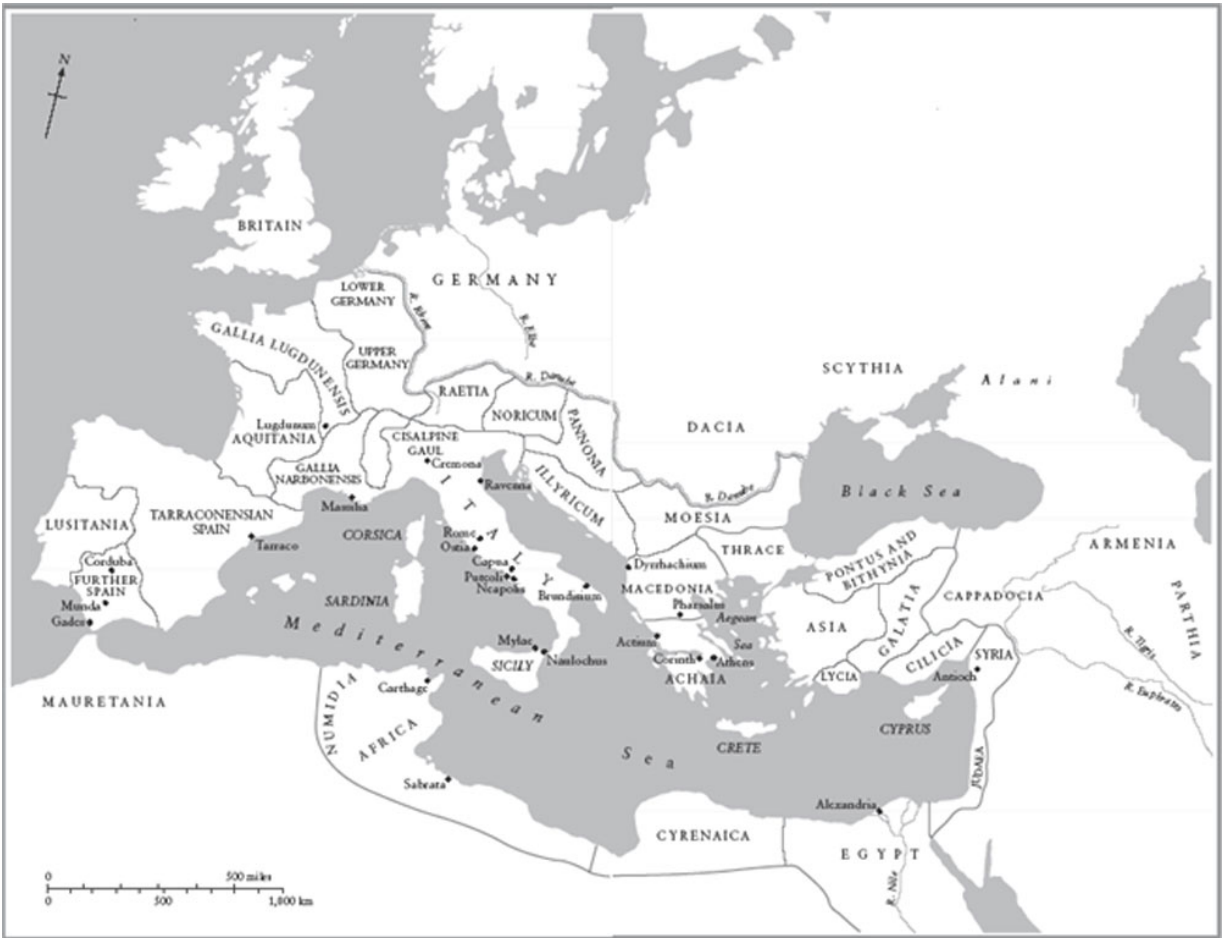 N
BRITAIN
GERMANY
LOWER
GERMANY
R. Rhine
R. Elbe
GALLIA LUGDUNENSIS
UPPER
GERMANY
R. Danube
SCYTHIA
Alani
RAETIA
NORICUM
PANNONIA
DACIA
Lugdunum
AQUITANIA
CISALPINE
GAUL
Cremona
GALLIA
NARBONENSIS
Massilia
ITALY
Ravenna
ILLYRICUM
R. Danube
Black Sea
LUSITANIA
TARRACONENSIAN
SPAIN
Tarraco
CORSICA
Rome
Ostia
MOESIA
THRACE
PONTUS AND
BITHYNIA
ARMENIA
Corduba
FURTHER
SPAIN
Munda
Gades
Capua
Puteoli
Neapolis
Brundisium
SARDINIA
Dyrrhachium
MACEDONIA
Pharsalus
Aegean
Sea
CAPPADOCIA
GALATIA
ASIA
PARTHIA
R. Tigris
Mediterranean
Sea
Mylae
Naulochus
SICILY
Actium
Corinth
Athens
ACHAIA
LYCIA
CILICIA
SYRIA
Antioch
R. Euphrates
MAURETANIA
NUMIDIA
Carthage
AFRICA
Sabrata
CRETE
CYPRUS
JUDAEA
Alexandria
CYRENAICA
EGYPT
R. Nile
0 500 miles
0 500 1,000 km